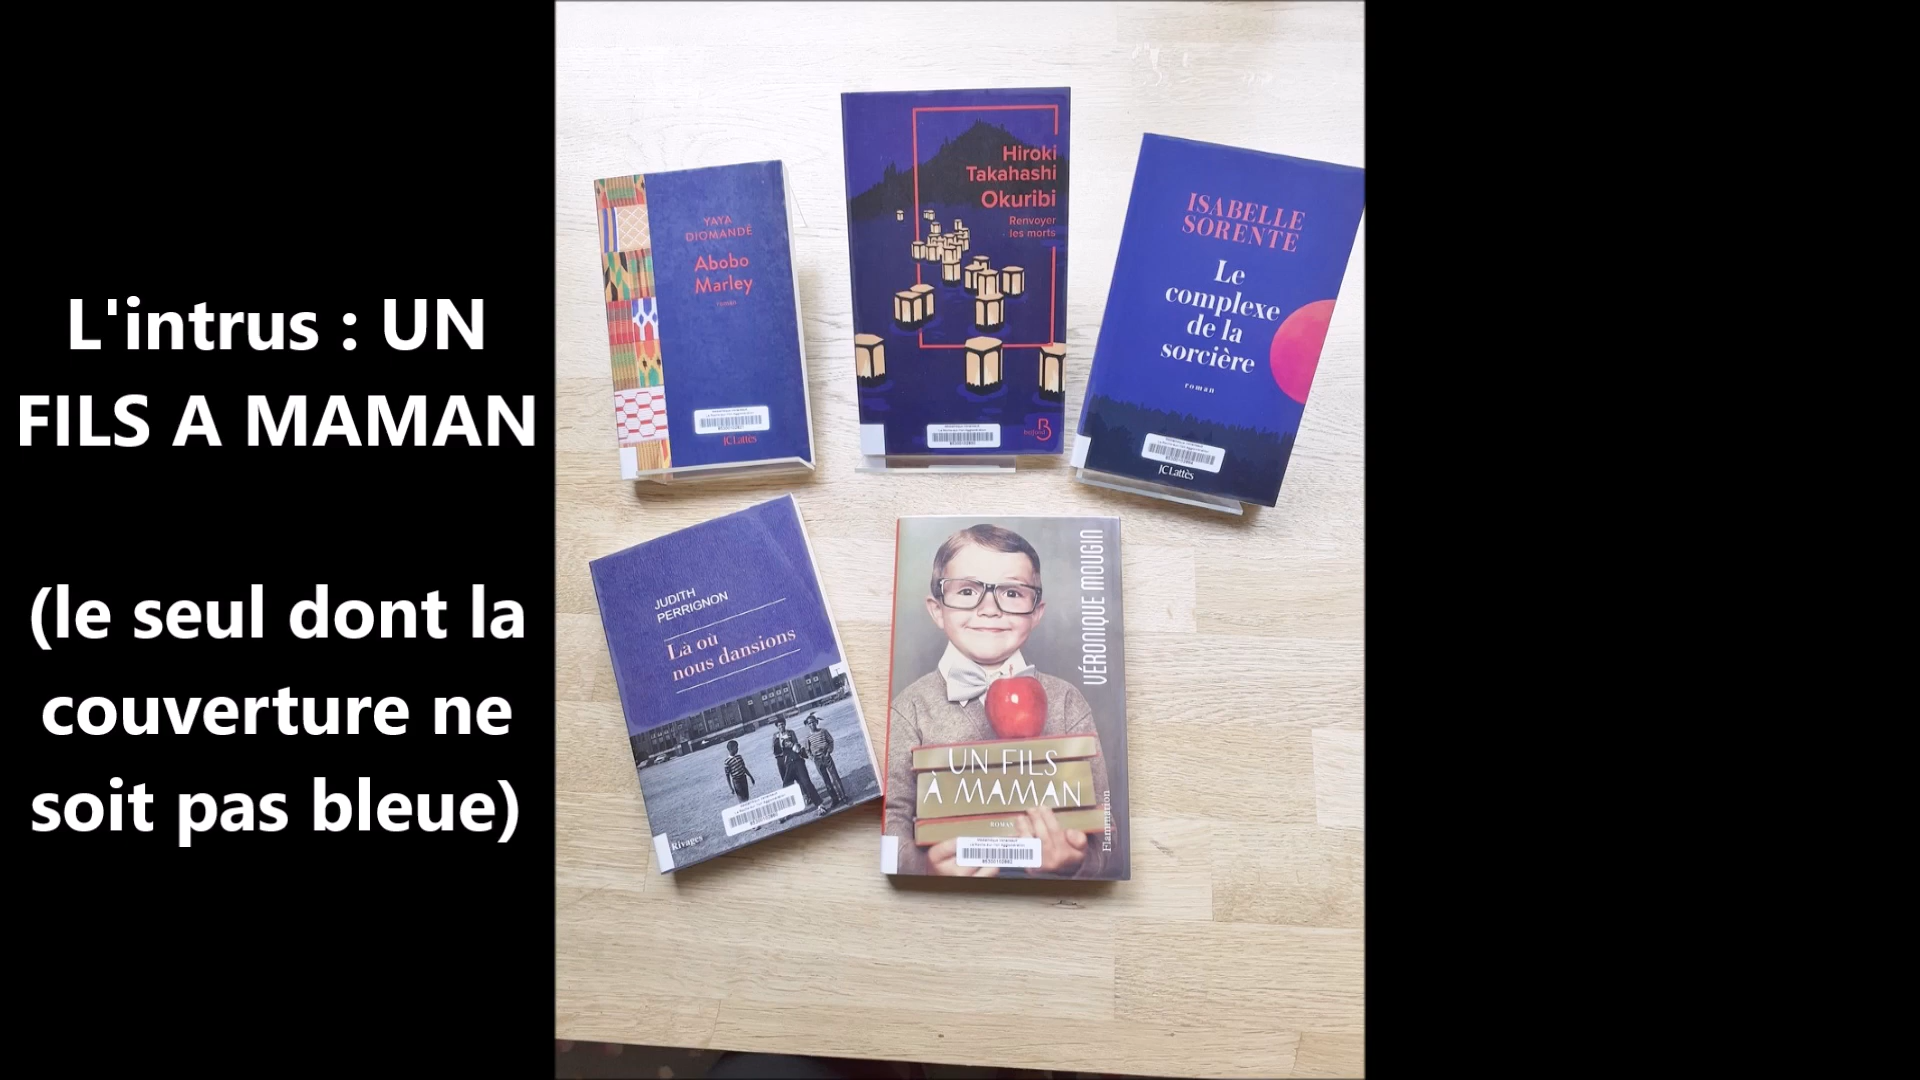 L'intrus : UN
FILS A MAMAN
(le seul dont la
couverture ne
soit pas bleue)
YAYA
DIOMANDÉ
Abobo
Marley
roman
JC Lattès
Hiroki
Takahashi
Okuribi
Renvoyer
les morts
belfond
ISABELLE
SORENTE
Le
complexe
de la
sorcière
roman
JC Lattès
JUDITH
PERRIGNON
Là où
nous dansions
Rivages
VÉRONIQUE MOUGIN
UN FILS
À MAMAN
ROMAN
Flammarion